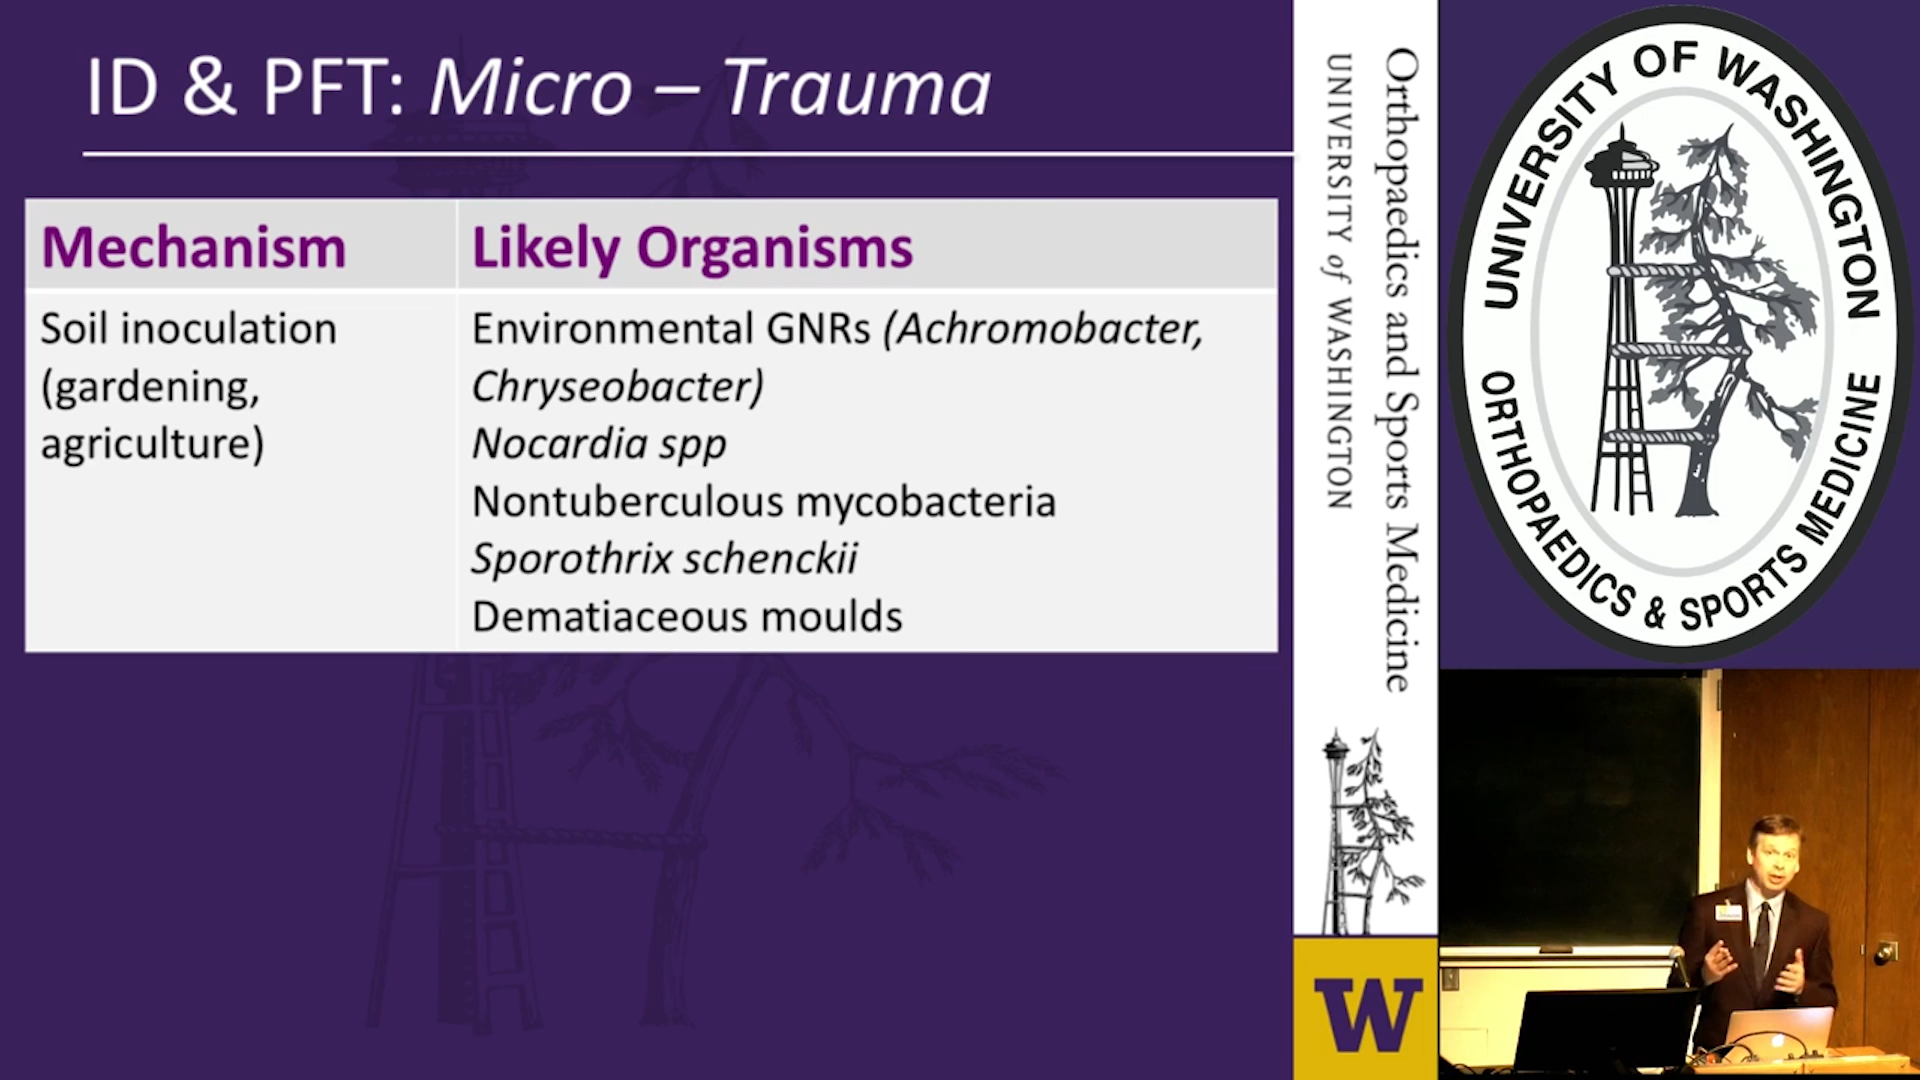 ID & PFT: Micro – Trauma
Mechanism
Likely Organisms
Soil inoculation
(gardening,
agriculture)
Environmental GNRs (Achromobacter,
Chryseobacter)
Nocardia spp
Nontuberculous mycobacteria
Sporothrix schenckii
Dematiaceous moulds
Orthopaedics and Sports Medicine
UNIVERSITY of WASHINGTON
W
UNIVERSITY OF WASHINGTON
ORTHOPAEDICS & SPORTS MEDICINE